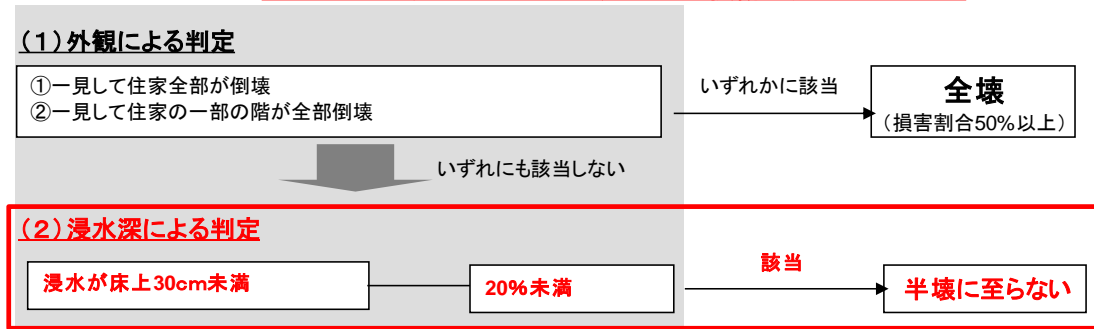 (1)外観による判定
①一見して住家全部が倒壊
②一見して住家の一部の階が全部倒壊
いずれかに該当
全壊
(損害割合50%以上)
いずれにも該当しない
(2)浸水深による判定
浸水が床上30cm未満
20%未満
該当
半壊に至らない